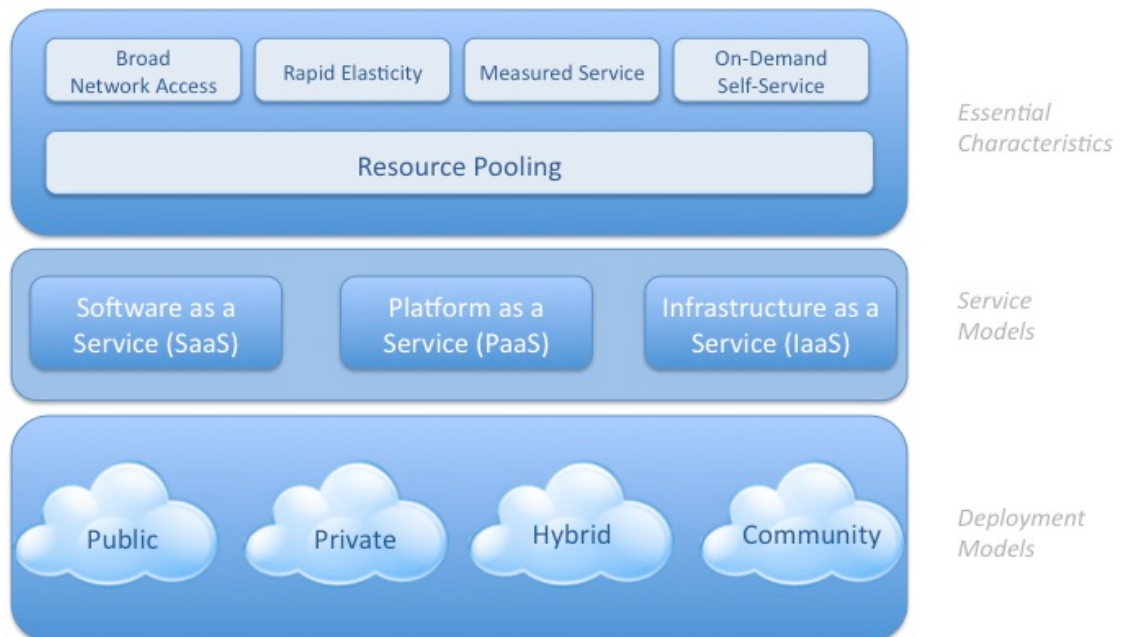 Broad
Network Access
Rapid Elasticity
Measured Service
On-Demand
Self-Service
Resource Pooling
Essential
Characteristics
Software as a
Service (SaaS)
Platform as a
Service (PaaS)
Infrastructure as a
Service (IaaS)
Service
Models
Public
Private
Hybrid
Community
Deployment
Models